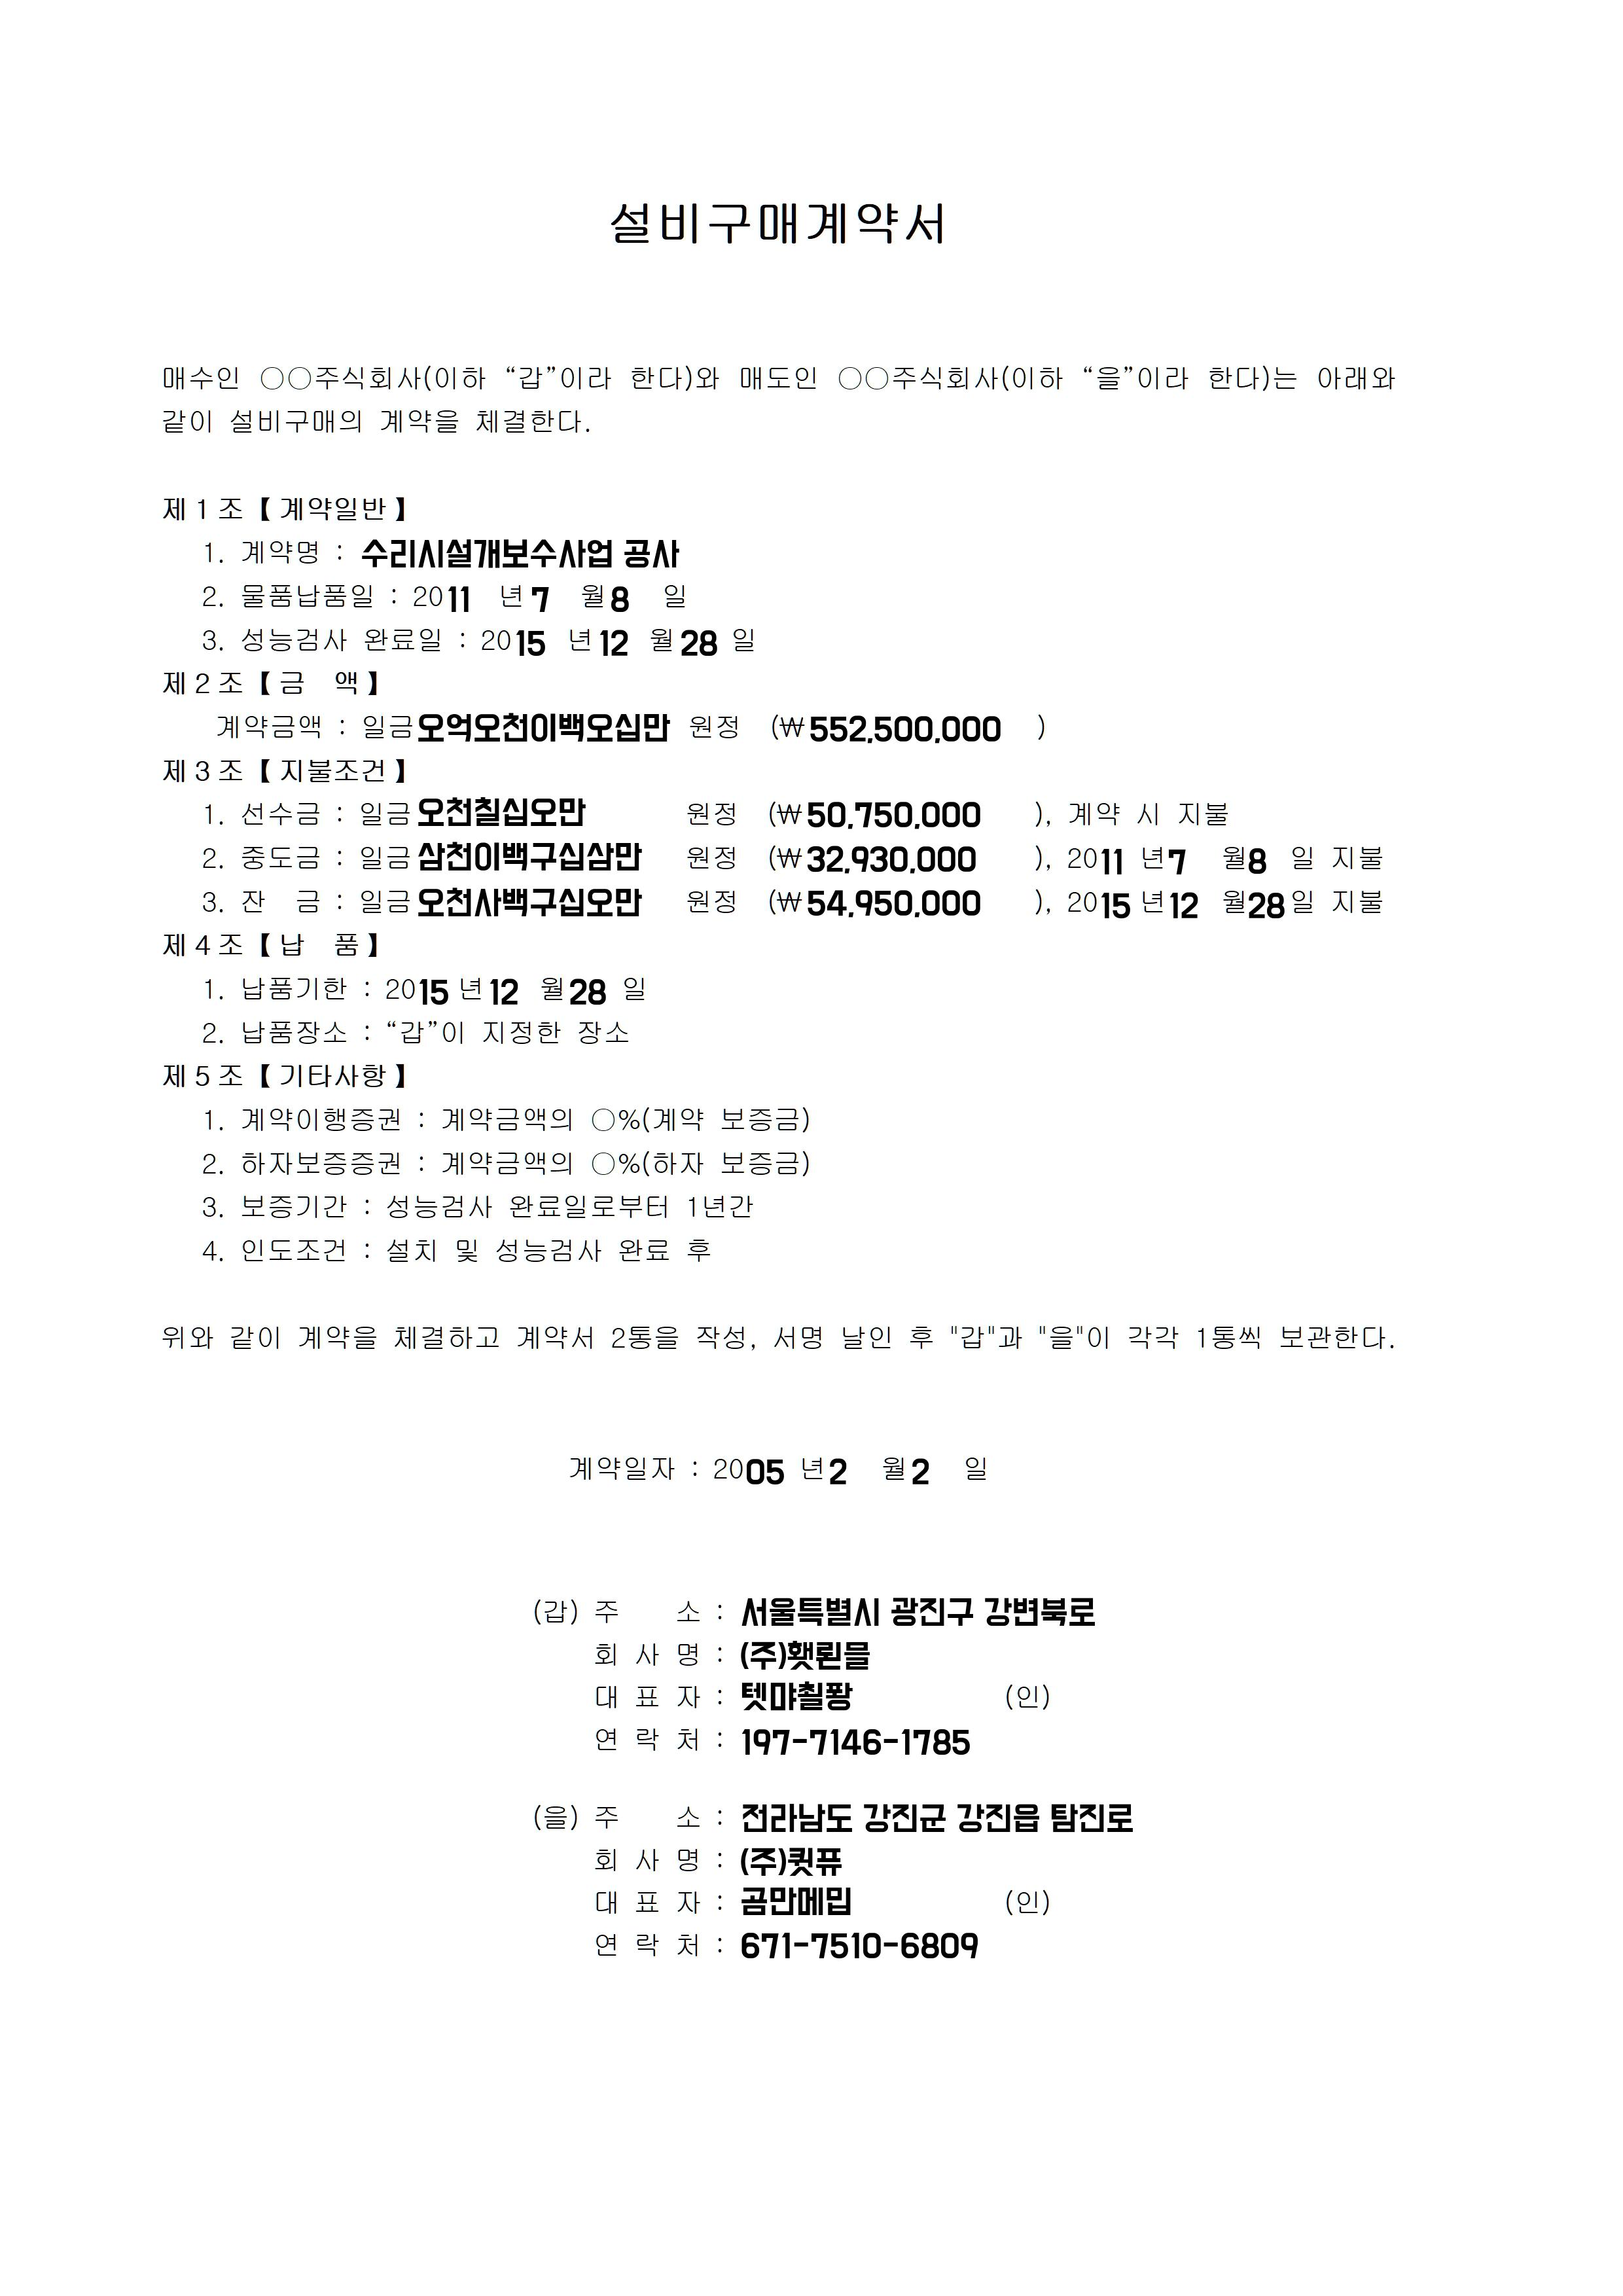 설비구매계약서
매수인 ○○주식회사(이하 “갑”이라 한다)와 매도인 ○○주식회사(이하 “을”이라 한다)는 아래와
같이 설비구매의 계약을 체결한다.
제 1 조 【 계약일반 】
1. 계약명 : 수리시설개보수사업 공사
2. 물품납품일 : 2011 년 7 월 8 일
3. 성능검사 완료일 : 2015 년 12 월 28 일
제 2 조 【 금 액 】
계약금액 : 일금 오억오천이백오십만 원정 (₩552,500,000 )
제 3 조 【 지불조건 】
1. 선수금 : 일금 오천칠십오만 원정 (₩50,750,000 ), 계약 시 지불
2. 중도금 : 일금 삼천이백구십삼만 원정 (₩32,930,000 ), 2011 년 7 월 8 일 지불
3. 잔 금 : 일금 오천사백구십오만 원정 (₩54,950,000 ), 2015 년 12 월 28 일 지불
제 4 조 【 납 품 】
1. 납품기한 : 2015 년 12 월 28 일
2. 납품장소 : “갑”이 지정한 장소
제 5 조 【 기타사항 】
1. 계약이행증권 : 계약금액의 ○%(계약 보증금)
2. 하자보증증권 : 계약금액의 ○%(하자 보증금)
3. 보증기간 : 성능검사 완료일로부터 1년간
4. 인도조건 : 설치 및 성능검사 완료 후
위와 같이 계약을 체결하고 계약서 2통을 작성, 서명 날인 후 "갑"과 "을"이 각각 1통씩 보관한다.
계약일자 : 2005 년 2 월 2 일
(갑) 주 소 : 서울특별시 광진구 강변북로
회 사 명 :
대 표 자 : (인)
연 락 처 : 197-7146-1785
(을) 주 소 : 전라남도 강진군 강진읍 탐진로
회 사 명 : (주)큇퓨
대 표 자 : 곰만메밉 (인)
연 락 처 : 671-7510-6809